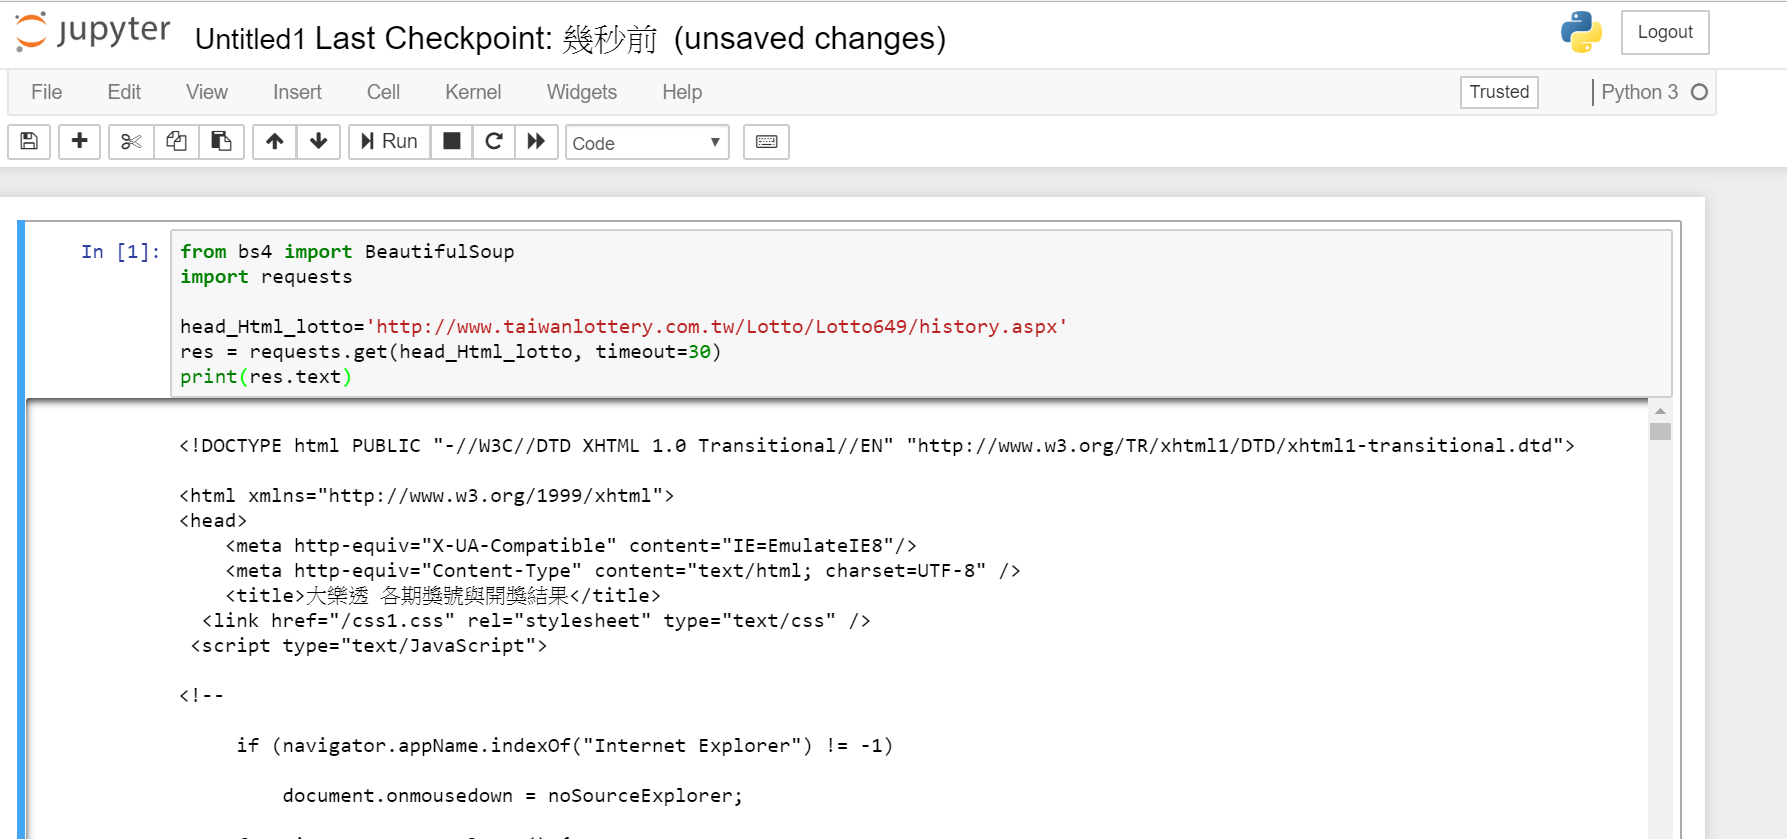 jupyter Untitled1 Last Checkpoint: 幾秒前 (unsaved changes)
Logout
File Edit View Insert Cell Kernel Widgets Help
Trusted
Python 3
Run
Code
In [1]:
from bs4 import BeautifulSoup
import requests
head_Html_lotto='http://www.taiwanlottery.com.tw/Lotto/Lotto649/history.aspx'
res = requests.get(head_Html_lotto, timeout=30)
print(res.text)
<!DOCTYPE html PUBLIC "-//W3C//DTD XHTML 1.0 Transitional//EN" "http://www.w3.org/TR/xhtml1/DTD/xhtml1-transitional.dtd">
<html xmlns="http://www.w3.org/1999/xhtml">
<head>
<meta http-equiv="X-UA-Compatible" content="IE=EmulateIE8"/>
<meta http-equiv="Content-Type" content="text/html; charset=UTF-8" />
<title>大樂透 各期獎號與開獎結果</title>
<link href="/css1.css" rel="stylesheet" type="text/css" />
<script type="text/JavaScript">
<!--
if (navigator.appName.indexOf("Internet Explorer") != -1)
document.onmousedown = noSourceExplorer;